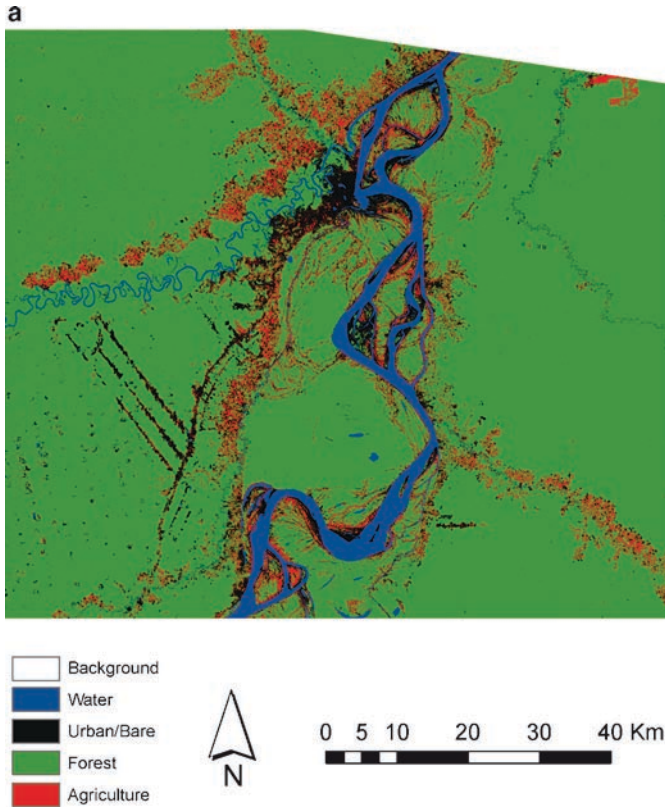 a
Background
Water
Urban/Bare
Forest
Agriculture
N
0 5 10 20 30 40 Km